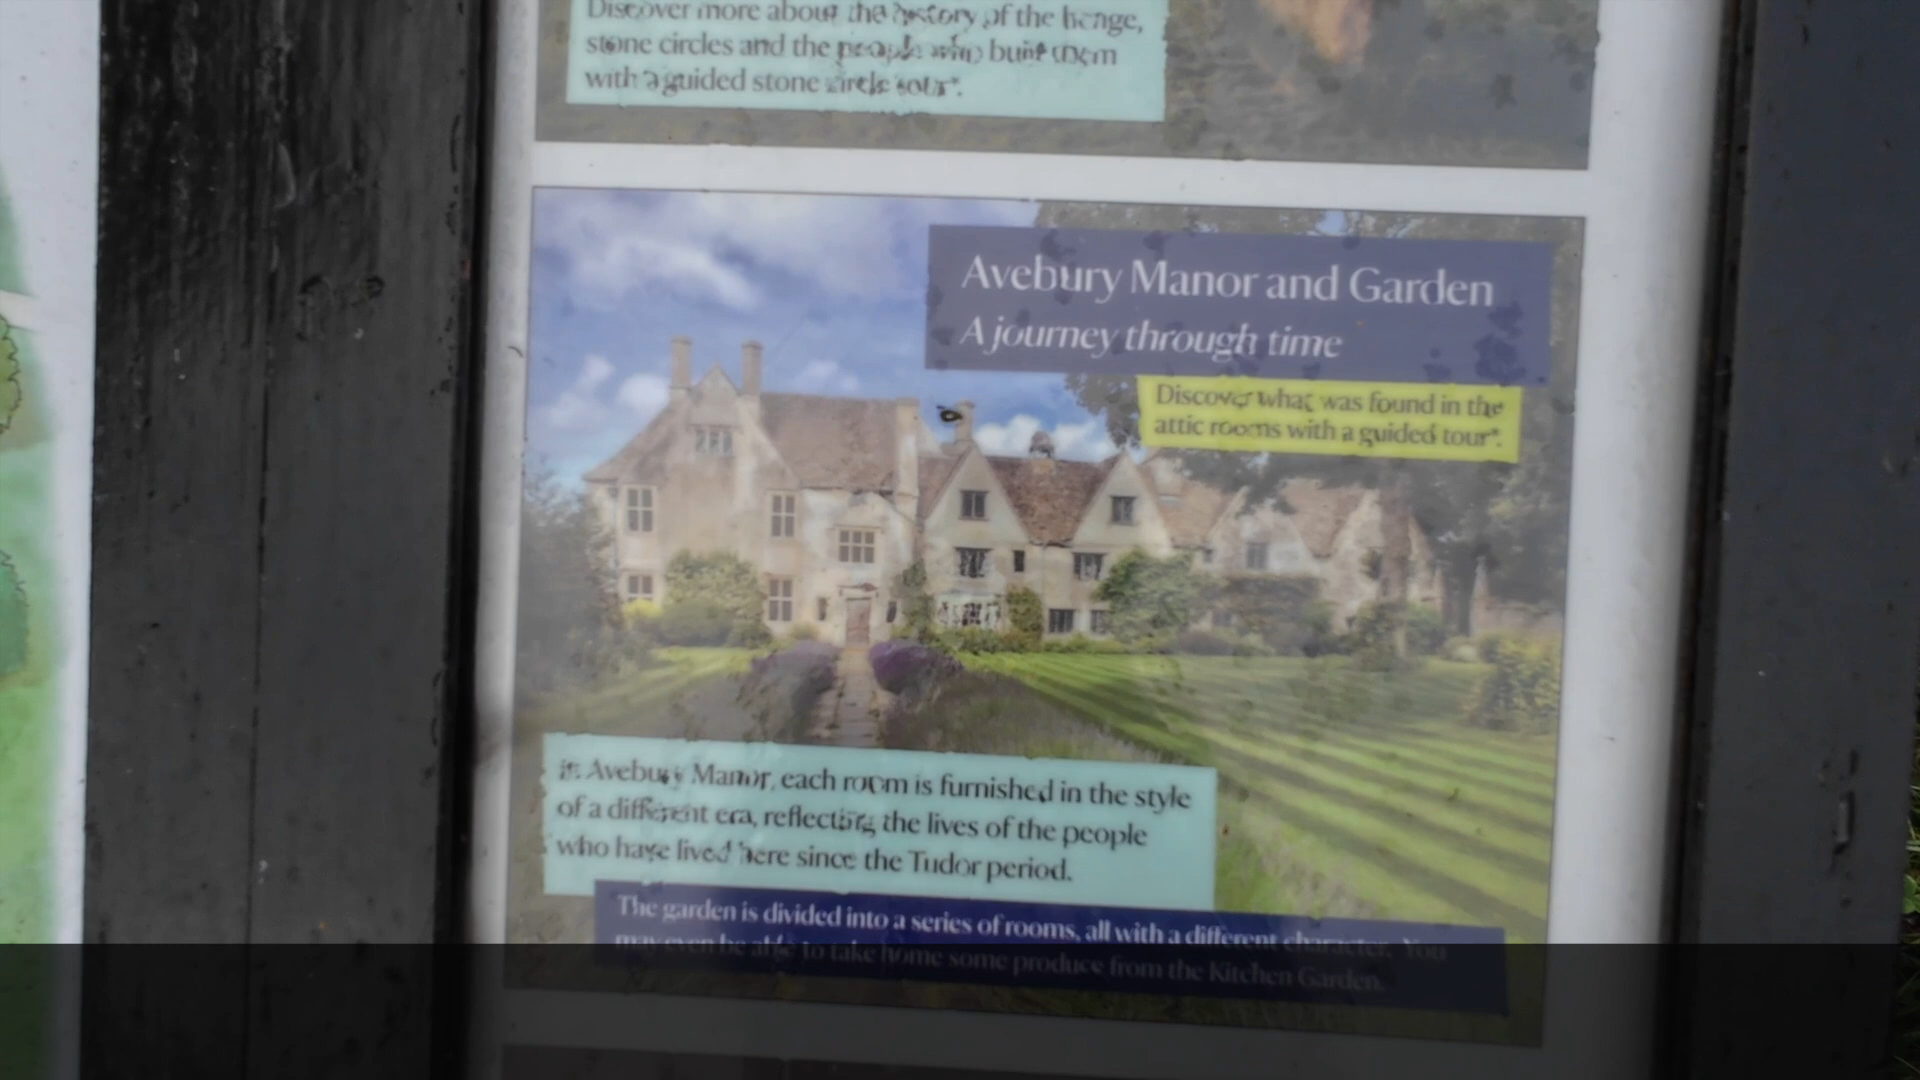 Discover more about the history of the henge,
stone circles and the people who built them
with a guided stone circle tour*.
Avebury Manor and Garden
A journey through time
Discover what was found in the
attic rooms with a guided tour*.
In Avebury Manor, each room is furnished in the style
of a different era, reflecting the lives of the people
who have lived here since the Tudor period.
The garden is divided into a series of rooms, all with a different character. You
may even be able to take home some produce from the Kitchen Garden.